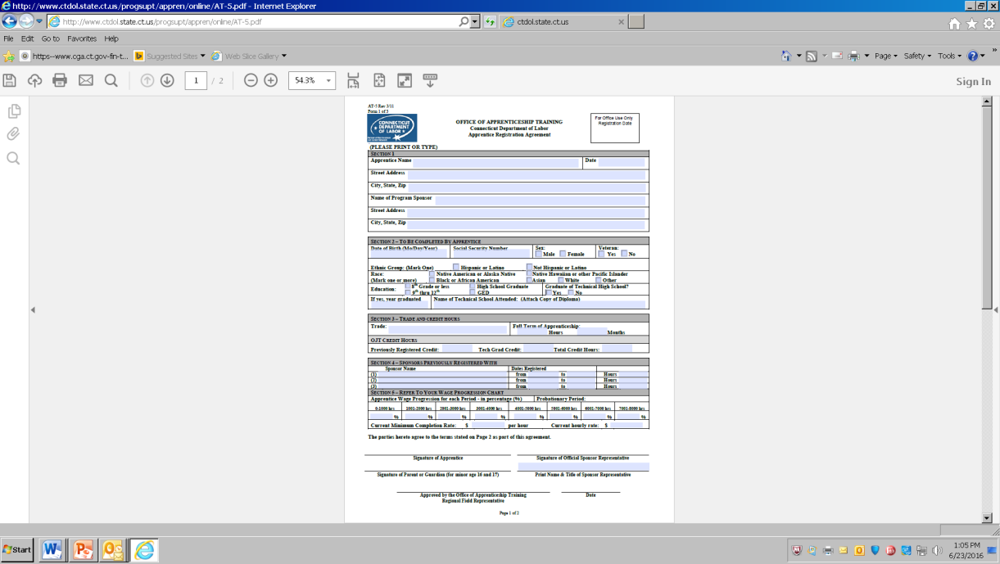 http://www.ctdol.state.ct.us/progsupt/appren/online/AT-5.pdf - Internet Explorer
http://www.ctdol.state.ct.us/progsupt/appren/online/AT-5.pdf
ctdol.state.ct.us
File Edit Go to Favorites Help
https--www.cga.ct.gov-fin-t... Suggested Sites Web Slice Gallery
Page Safety Tools
1 / 2 54.3% Sign In
AT-5 Rev 3/11
CONNECTICUT DEPARTMENT OF LABOR
OFFICE OF APPRENTICESHIP TRAINING
Connecticut Department of Labor
Apprentice Registration Agreement
For Office Use Only
Registration Date
(PLEASE PRINT OR TYPE)
SECTION 1
Apprentice Name Date
Street Address
City, State, Zip
Name of Program Sponsor
Street Address
City, State, Zip
SECTION 2 – TO BE COMPLETED BY APPRENTICE
Date of Birth (Mo/Day/Year) Social Security Number Sex: Veteran:
Male Female Yes No
Ethnic Group: (Mark One) Hispanic or Latino Not Hispanic or Latino
Race: Native American or Alaska Native Native Hawaiian or other Pacific Islander
(Mark one or more) Black or African American Asian White Other
Education: 8th Grade or less High School Graduate Graduate of Technical High School?
9th thru 12th GED Yes No
If yes, year graduated Name of Technical School Attended: (Attach Copy of Diploma)
SECTION 3 – TRADE AND CREDIT HOURS
Trade: Full Term of Apprenticeship:
Hours Months
OJT CREDIT HOURS
Previously Registered Credit: Tech Grad Credit: Total Credit Hours:
SECTION 4 – SPONSORS PREVIOUSLY REGISTERED WITH
Sponsor Name Dates Registered
(1) from to Hours
(2) from to Hours
(3) from to Hours
SECTION 5 – REFER TO YOUR WAGE PROGRESSION CHART
Apprentice Wage Progression for each Period - in percentage (%) Probationary Period:
0-1000 hrs 1001-2000 hrs 2001-3000 hrs 3001-4000 hrs 4001-5000 hrs 5001-6000 hrs 6001-7000 hrs 7001-8000 hrs
% % % % % % % %
Current Minimum Completion Rate: $ per hour Current hourly rate: $
The parties hereto agree to the terms stated on Page 2 as part of this agreement.
Signature of Apprentice Signature of Official Sponsor Representative
Signature of Parent or Guardian (for minor age 16 and 17) Print Name & Title of Sponsor Representative
Approved by the Office of Apprenticeship Training Date
Regional Field Representative
Page 1 of 2
Start 1:05 PM
6/23/2016